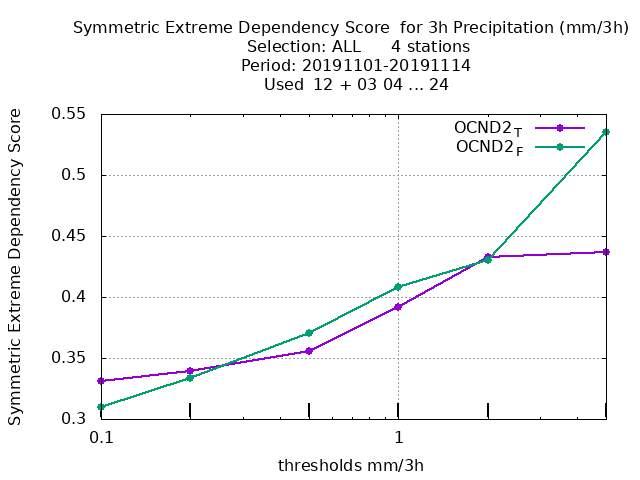 Symmetric Extreme Dependency Score  for 3h Precipitation (mm/3h)
Selection: ALL      4 stations
Period: 20191101-20191114
Used  12 + 03 04 ... 24
OCND2T
OCND2F
Symmetric Extreme Dependency Score
0.55
0.5
0.45
0.4
0.35
0.3
0.1
1
thresholds mm/3h